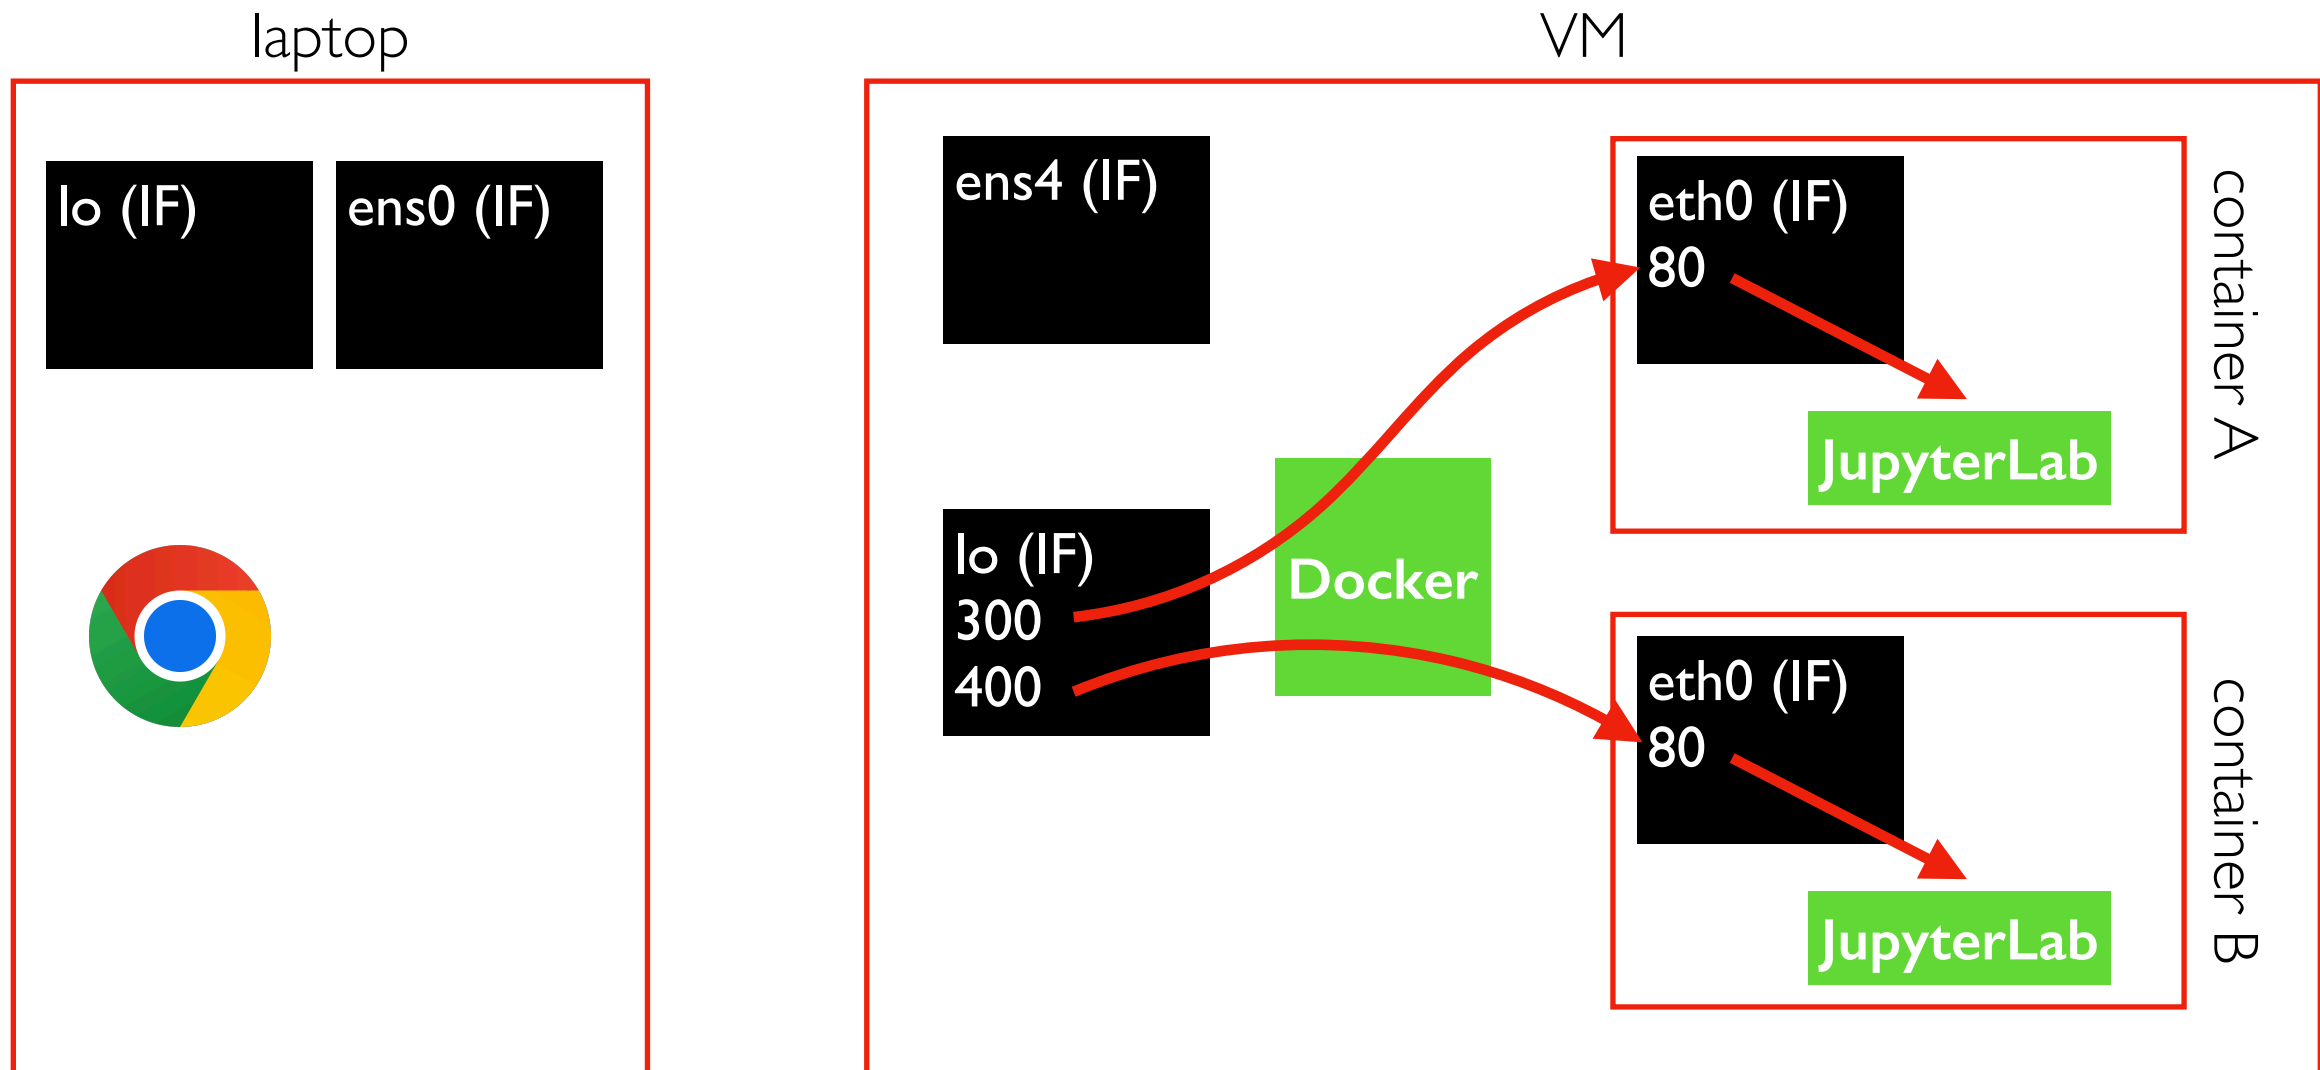 laptop
lo (IF)
ens0 (IF)
VM
ens4 (IF)
lo (IF)
300
400
Docker
eth0 (IF)
80
JupyterLab
container A
eth0 (IF)
80
JupyterLab
container B